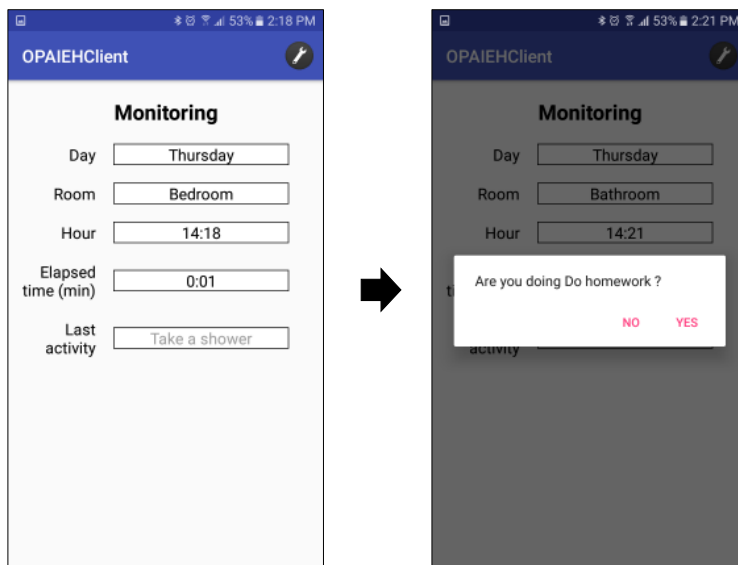 53% 2:18 PM
OPAIEHClient
Monitoring
Day Thursday
Room Bedroom
Hour 14:18
Elapsed
time (min) 0:01
Last
activity Take a shower
53% 2:21 PM
OPAIEHClient
Monitoring
Day Thursday
Room Bathroom
Hour 14:21
Are you doing Do homework ?
NO YES
activity